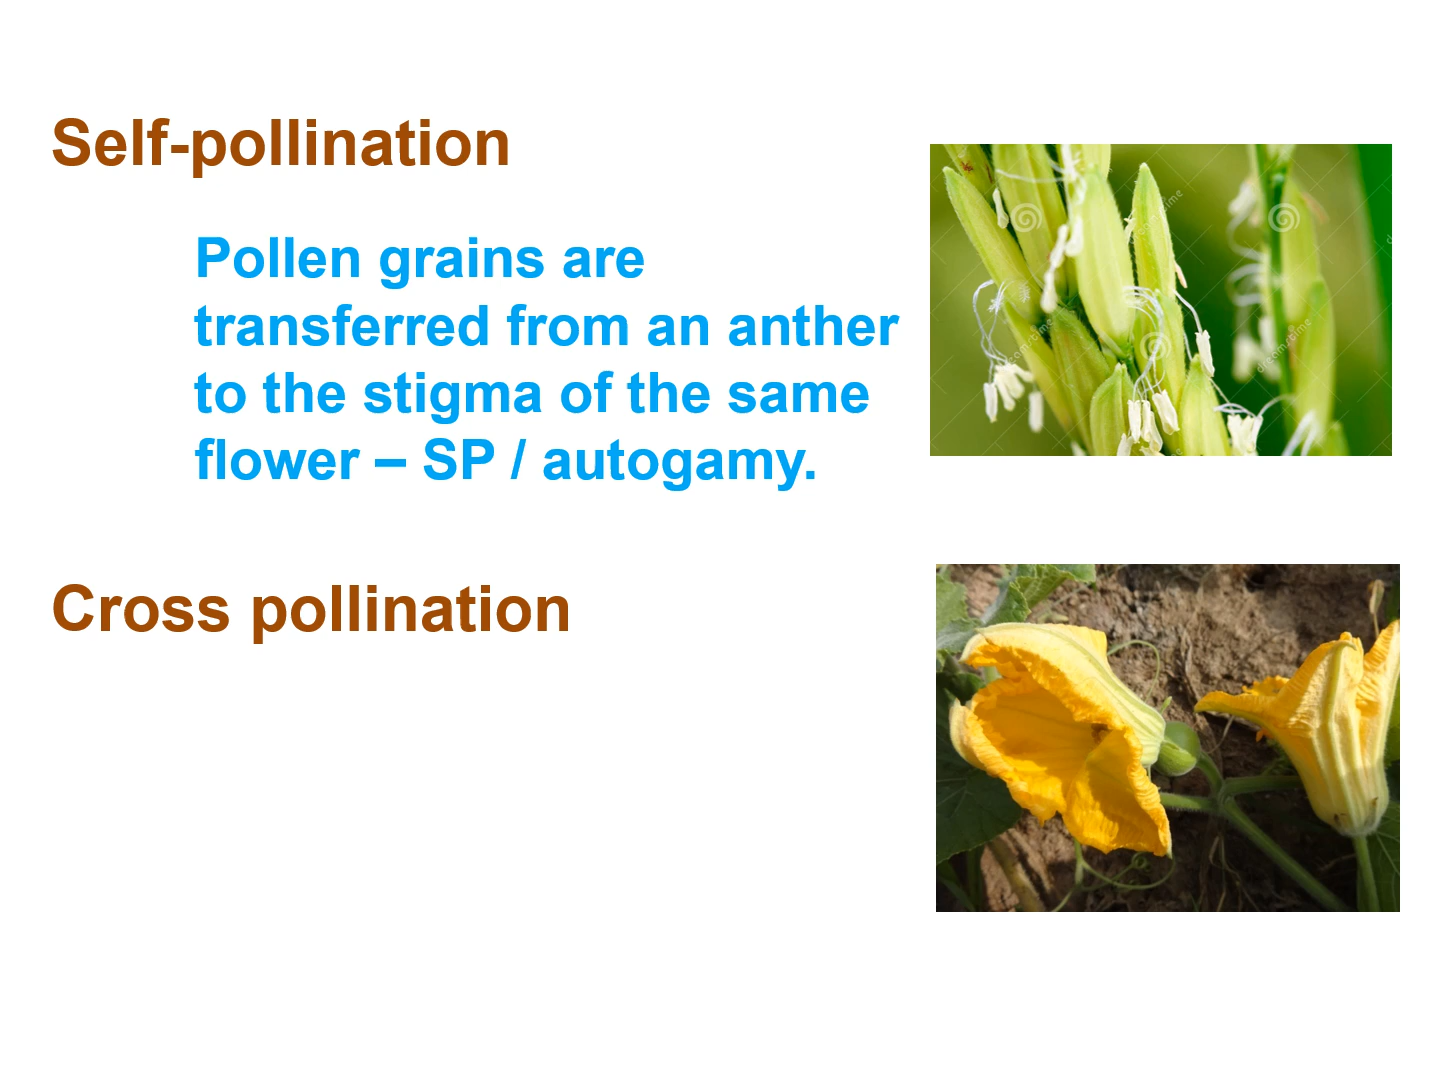 Self-pollination
Pollen grains are
transferred from an anther
to the stigma of the same
flower – SP / autogamy.
Cross pollination